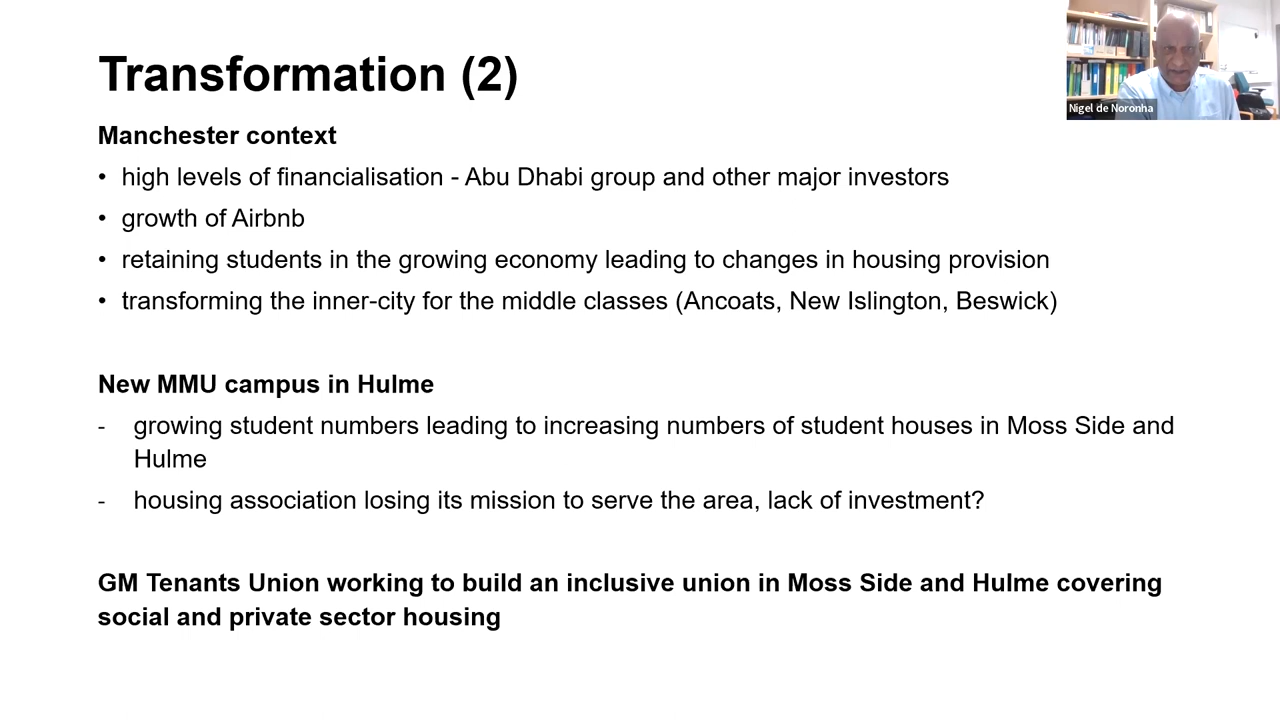 Transformation (2)
Nigel de Noronha
Manchester context
• high levels of financialisation - Abu Dhabi group and other major investors
• growth of Airbnb
• retaining students in the growing economy leading to changes in housing provision
• transforming the inner-city for the middle classes (Ancoats, New Islington, Beswick)
New MMU campus in Hulme
- growing student numbers leading to increasing numbers of student houses in Moss Side and
Hulme
- housing association losing its mission to serve the area, lack of investment?
GM Tenants Union working to build an inclusive union in Moss Side and Hulme covering
social and private sector housing